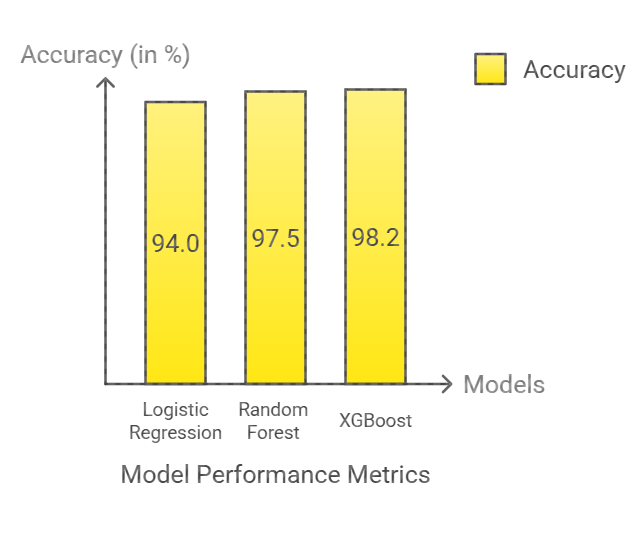 Accuracy (in %)
Accuracy
94.0
97.5
98.2
Models
Logistic
Regression
Random
Forest
XGBoost
Model Performance Metrics